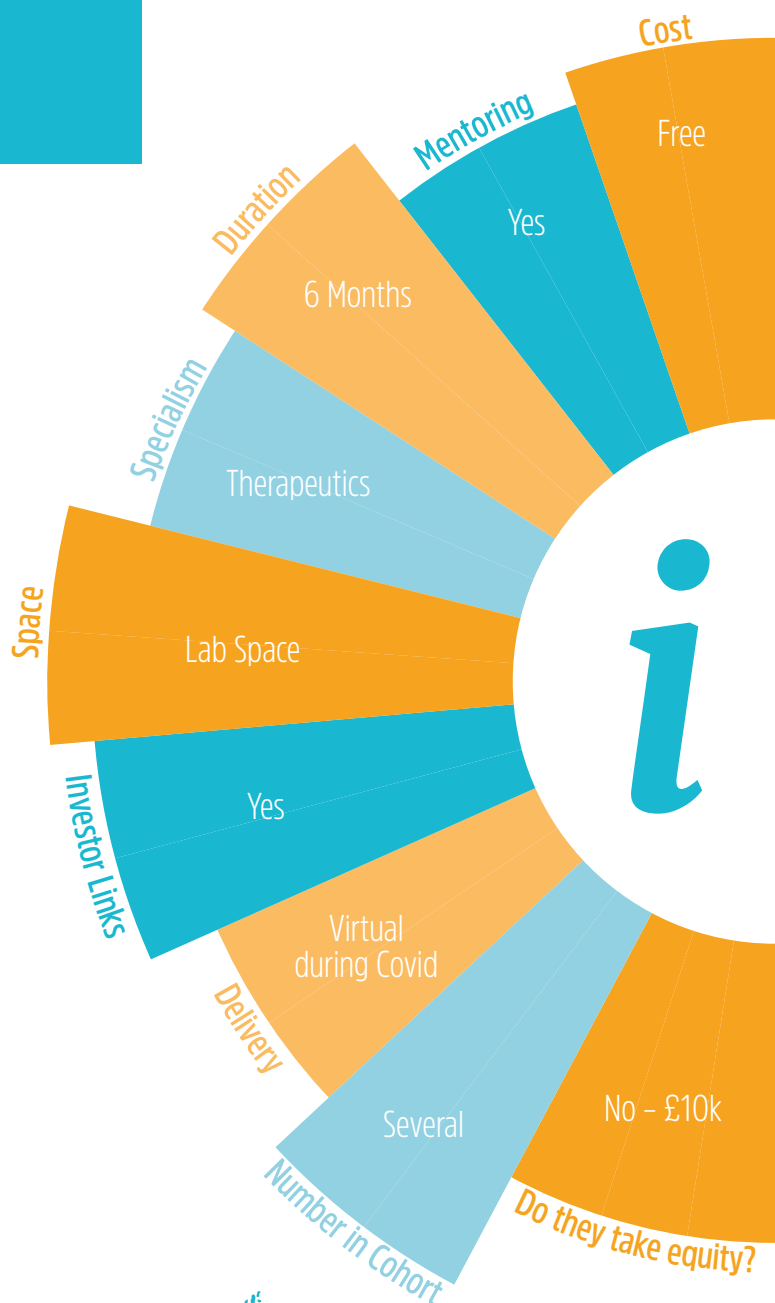 Cost
Free
Mentoring
Yes
Duration
6 Months
Specialism
Therapeutics
Space
Lab Space
Investor Links
Yes
Delivery
Virtual
during Covid
Number in Cohort
Several
Do they take equity?
No – £10k
i